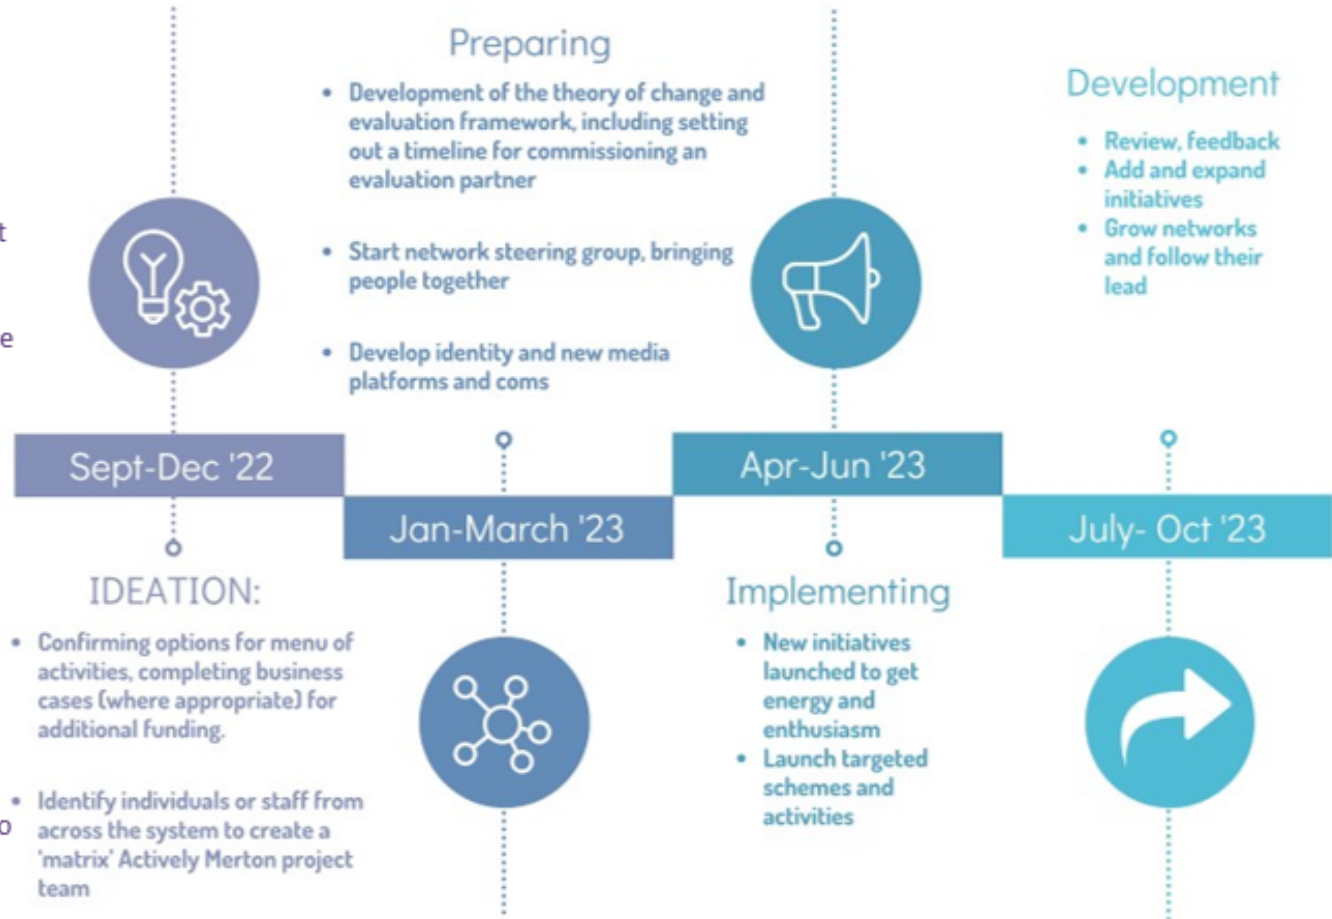 Preparing
• Development of the theory of change and
evaluation framework, including setting
out a timeline for commissioning an
evaluation partner
• Start network steering group, bringing
people together
• Develop identity and new media
platforms and coms
Development
• Review, feedback
• Add and expand
initiatives
• Grow networks
and follow their
lead
Sept-Dec '22
Jan-March '23
Apr-Jun '23
July- Oct '23
IDEATION:
• Confirming options for menu of
activities, completing business
cases (where appropriate) for
additional funding.
• Identify individuals or staff from
across the system to create a
'matrix' Actively Merton project
team
Implementing
• New initiatives
launched to get
energy and
enthusiasm
• Launch targeted
schemes and
activities